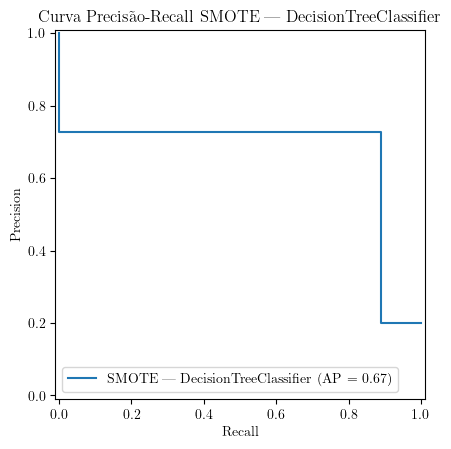 Curva Precisão-Recall SMOTE — DecisionTreeClassifier
1.0
0.8
0.6
0.4
0.2
0.0
Precision
SMOTE — DecisionTreeClassifier (AP = 0.67)
0.0 0.2 0.4 0.6 0.8 1.0
Recall